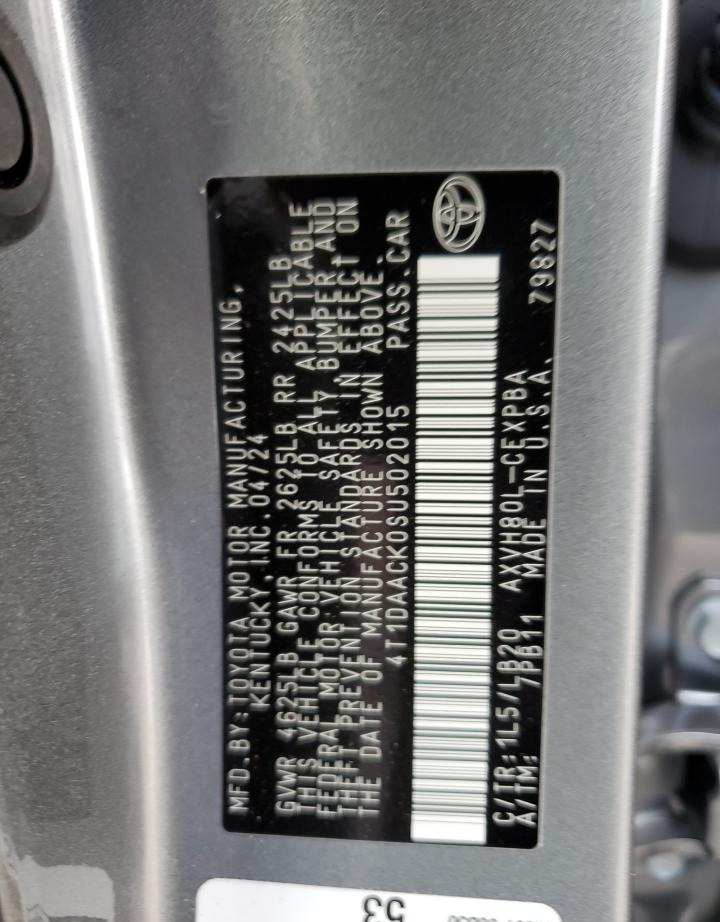 MFD.BY:TOYOTA MOTOR MANUFACTURING,
KENTUCKY, INC 04/24
GVWR 4625LB GAWR FR 2625LB RR 2425LB
THIS VEHICLE CONFORMS TO ALL APPLICABLE
FEDERAL MOTOR VEHICLE SAFETY, BUMPER AND
THEFT PREVENTION STANDARDS IN EFFECT ON
THE DATE OF MANUFACTURE SHOWN ABOVE.
4T1DAACK0SU502015 PASS.CAR
C/TR:1L5/LB20 AXVH80L-CEXPBA 79827
A/TM: 7PB11 MADE IN U.S.A.
53